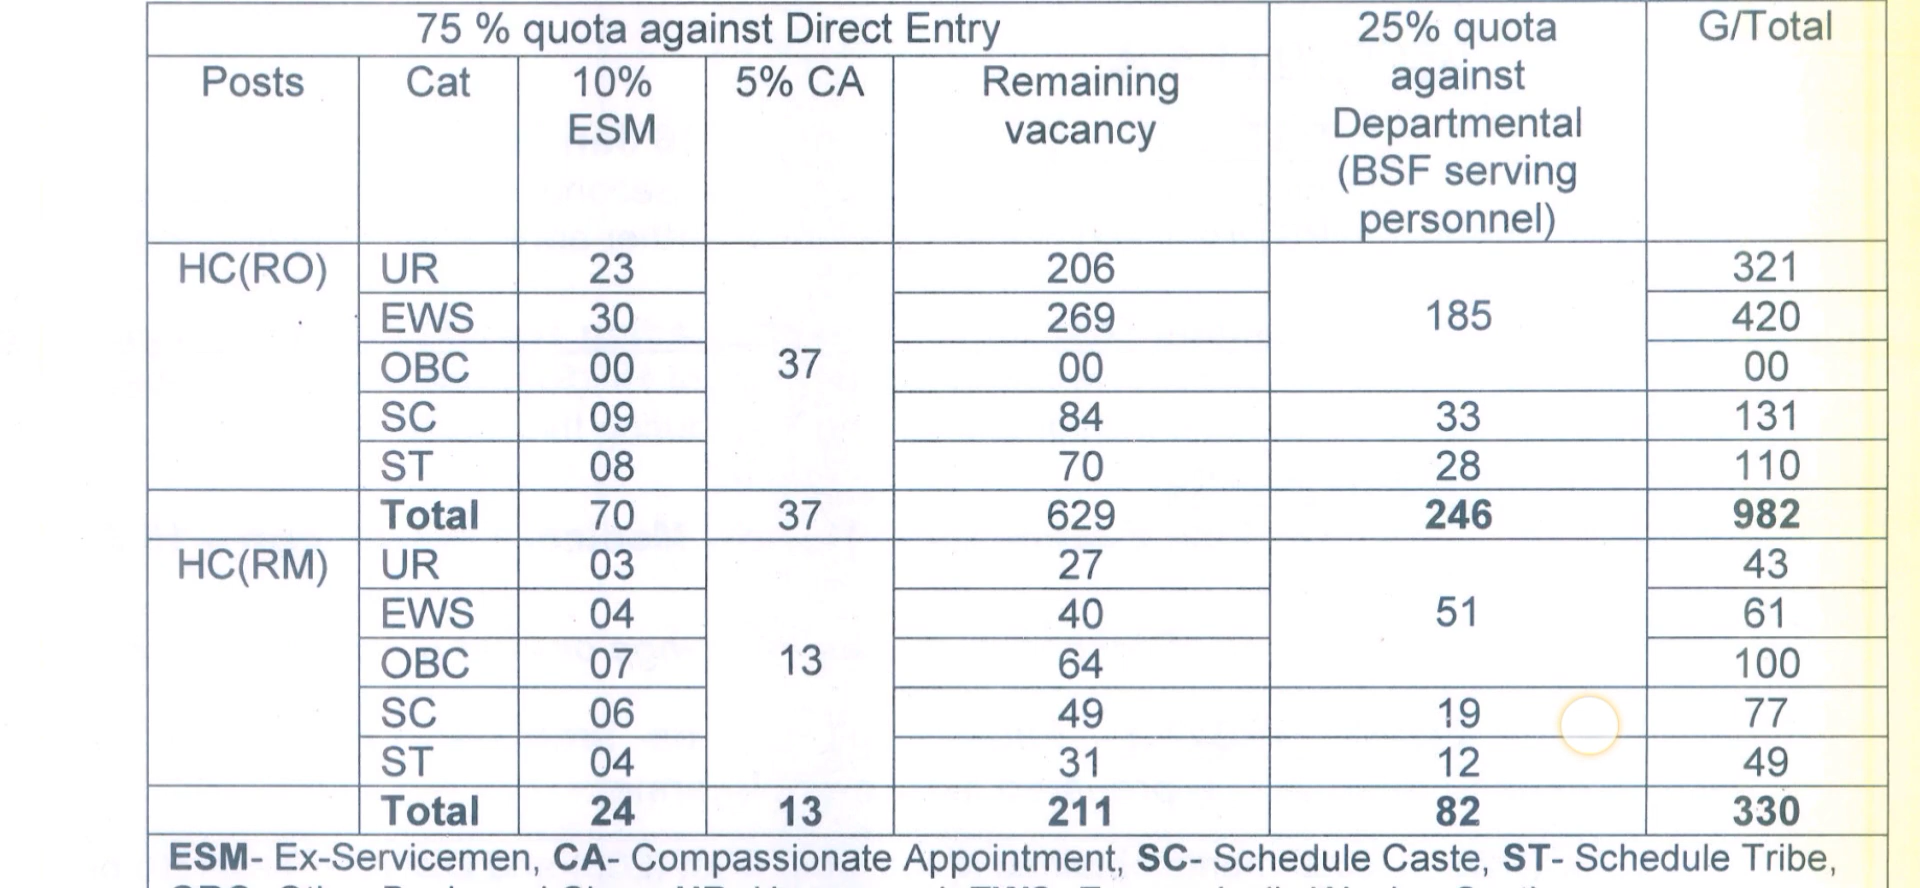 75 % quota against Direct Entry 25% quota against Departmental (BSF serving personnel) G/Total
Posts Cat 10% ESM 5% CA Remaining vacancy
HC(RO) UR 23 37 206 185 321
EWS 30 269 420
OBC 00 00 00
SC 09 84 33 131
ST 08 70 28 110
Total 70 37 629 246 982
HC(RM) UR 03 13 27 51 43
EWS 04 40 61
OBC 07 64 100
SC 06 49 19 77
ST 04 31 12 49
Total 24 13 211 82 330
ESM- Ex-Servicemen, CA- Compassionate Appointment, SC- Schedule Caste, ST- Schedule Tribe,